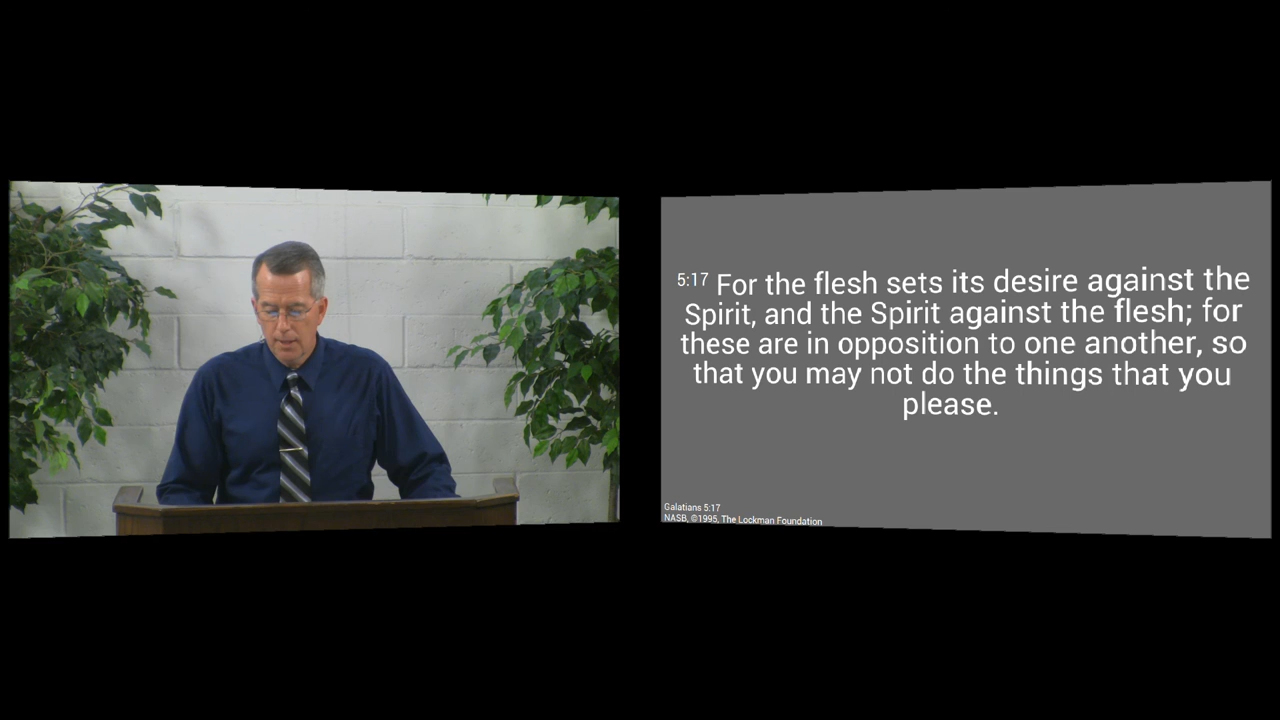 5:17 For the flesh sets its desire against the
Spirit, and the Spirit against the flesh; for
these are in opposition to one another, so
that you may not do the things that you
please.
Galatians 5:17
NASB, ©1995, The Lockman Foundation